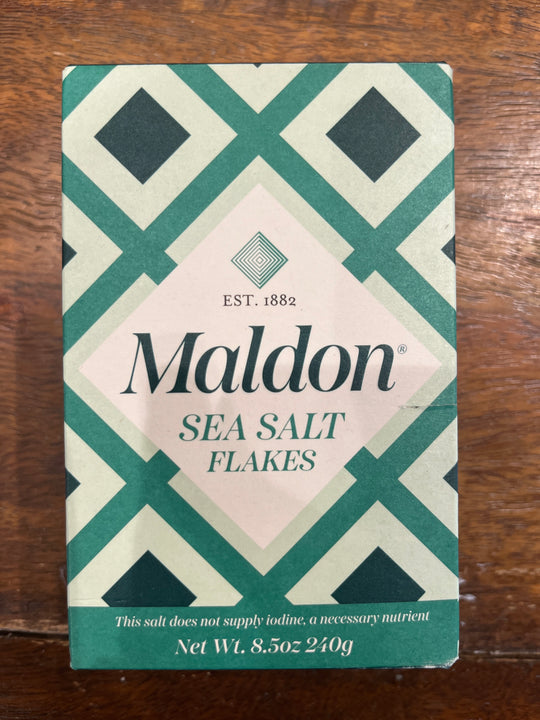 EST. 1882
Maldon®
SEA SALT
FLAKES
This salt does not supply iodine, a necessary nutrient
Net Wt. 8.5oz 240g